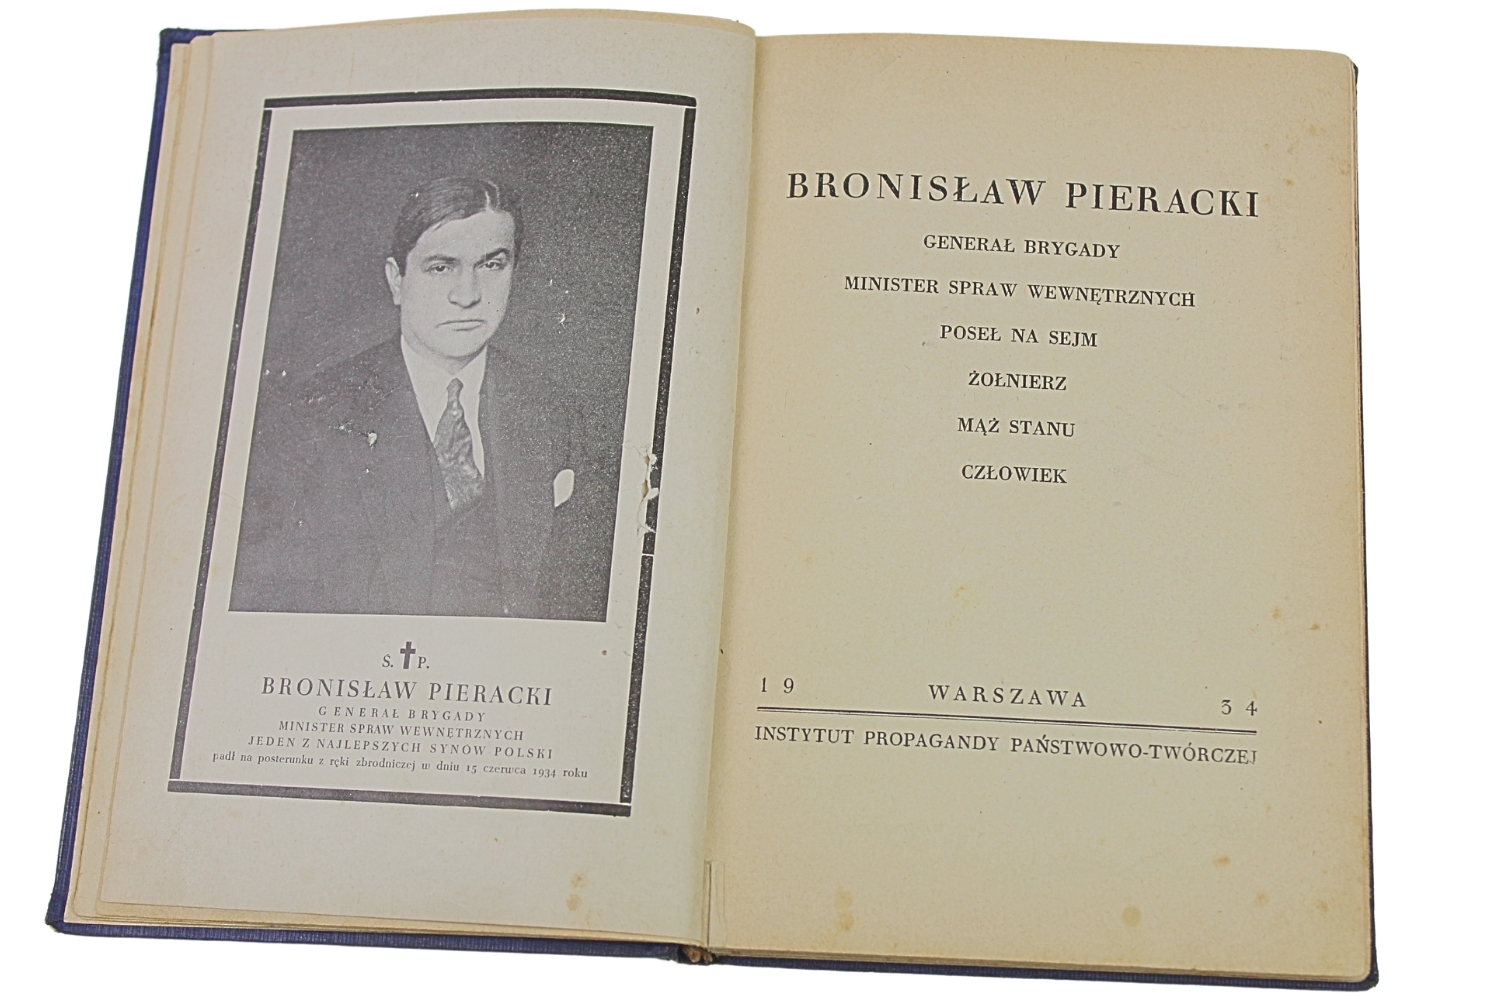 Ś. ✝ P.
BRONISŁAW PIERACKI
GENERAŁ BRYGADY
MINISTER SPRAW WEWNĘTRZNYCH
JEDEN Z NAJLEPSZYCH SYNÓW POLSKI
padł na posterunku z ręki zbrodniczej w dniu 15 czerwca 1934 roku
BRONISŁAW PIERACKI
GENERAŁ BRYGADY
MINISTER SPRAW WEWNĘTRZNYCH
POSEŁ NA SEJM
ŻOŁNIERZ
MĄŻ STANU
CZŁOWIEK
19 WARSZAWA 34
INSTYTUT PROPAGANDY PAŃSTWOWO-TWÓRCZEJ